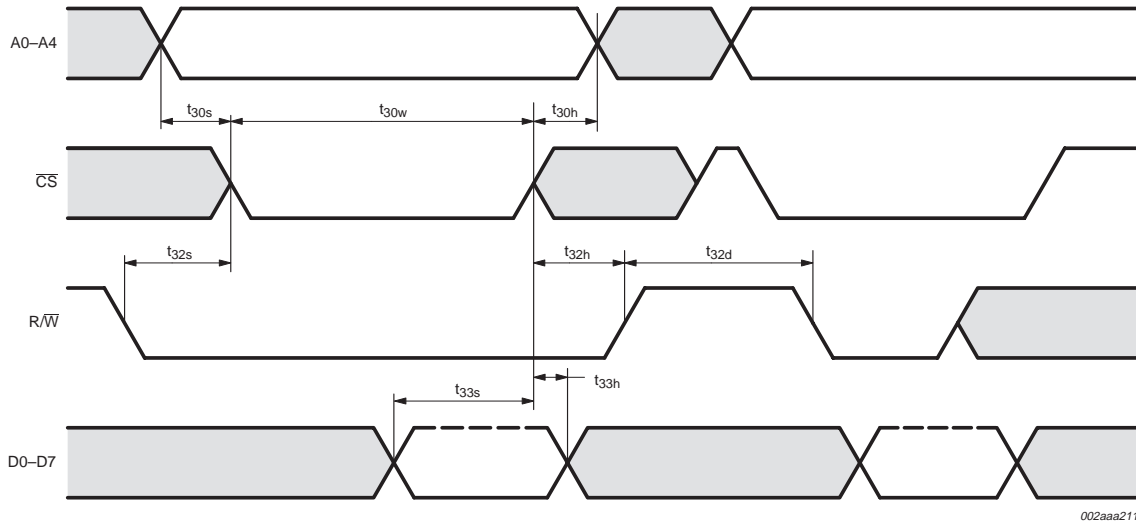 A0–A4
t30s
t30w
t30h
CS
t32s
t32h
t32d
R/W
t33s
t33h
D0–D7
002aaa211